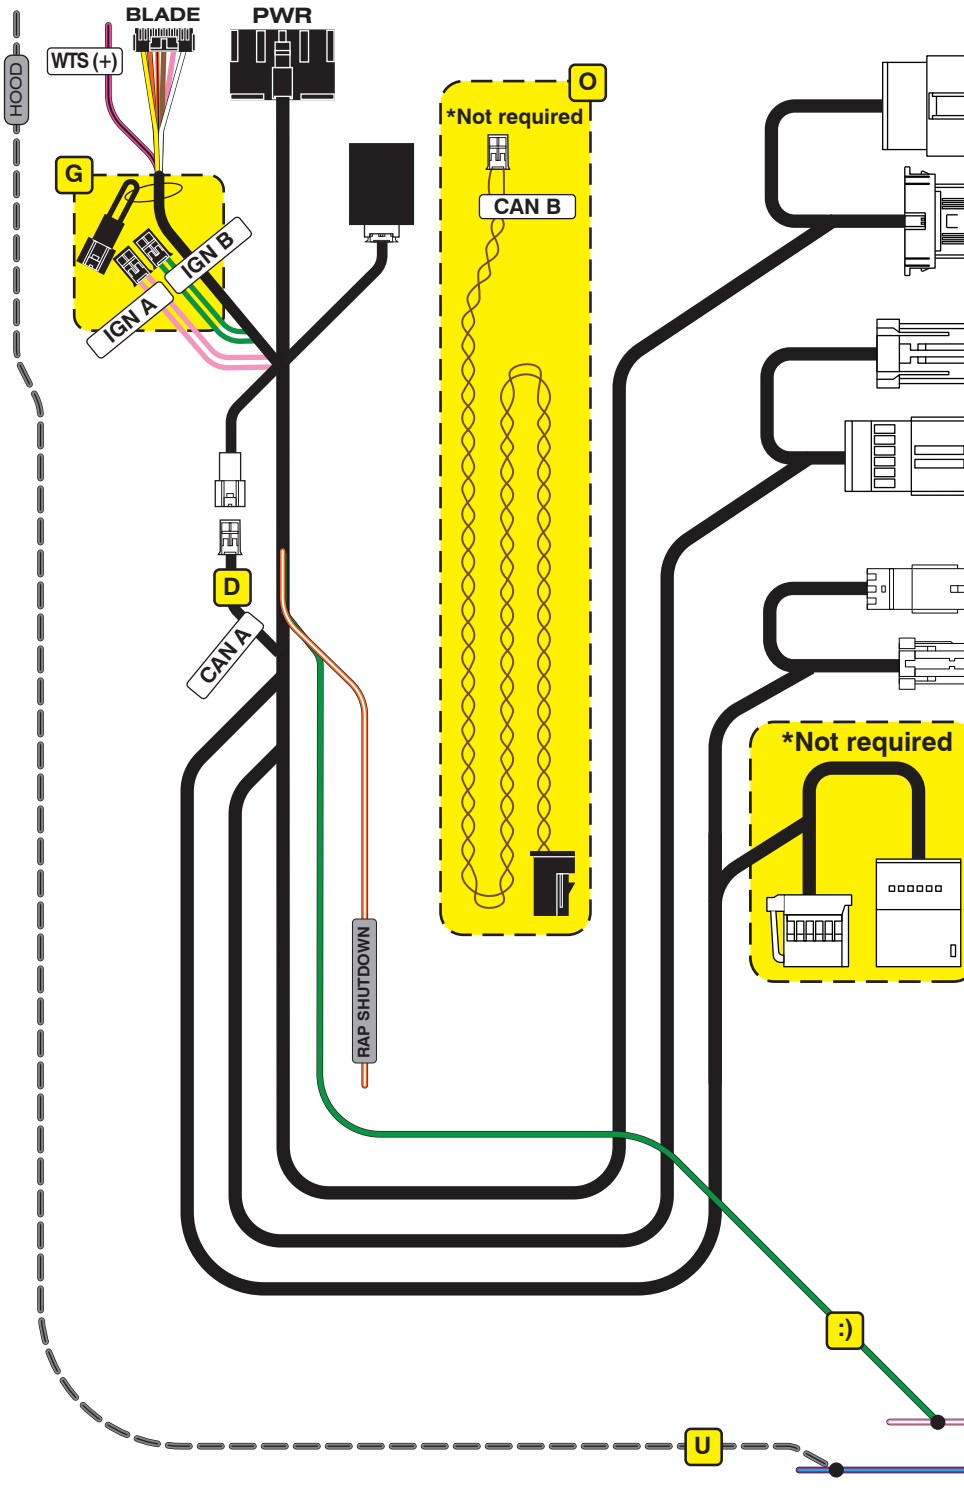 BLADE
PWR
WTS (+)
HOOD
O
*Not required
G
CAN B
IGN B
IGN A
D
CAN A
*Not required
RAP SHUTDOWN
:)
U